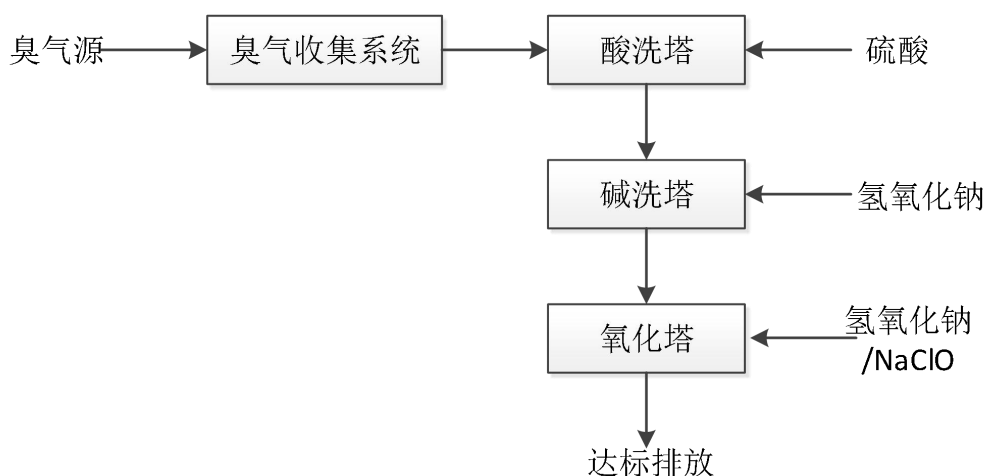 臭气源
臭气收集系统
酸洗塔
硫酸
碱洗塔
氢氧化钠
氧化塔
氢氧化钠
/NaClO
达标排放